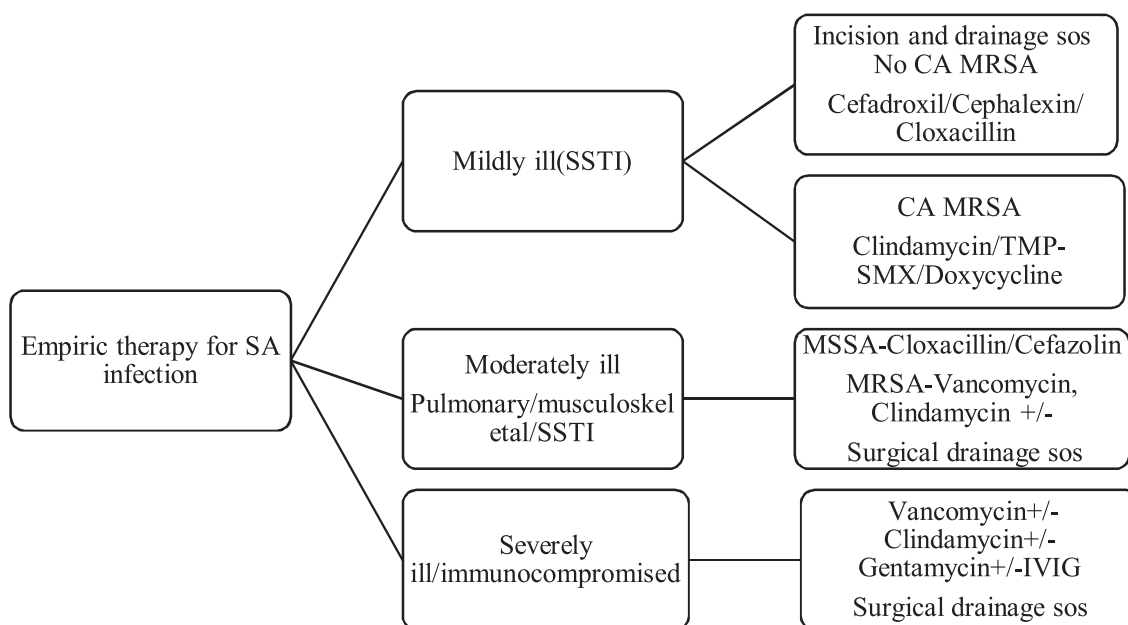 Empiric therapy for SA
infection
Mildly ill(SSTI)
Incision and drainage sos
No CA MRSA
Cefadroxil/Cephalexin/
Cloxacillin
CA MRSA
Clindamycin/TMP-
SMX/Doxycycline
Moderately ill
Pulmonary/musculoskel
etal/SSTI
MSSA-Cloxacillin/Cefazolin
MRSA-Vancomycin,
Clindamycin +/-
Surgical drainage sos
Severely
ill/immunocompromised
Vancomycin+/-
Clindamycin+/-
Gentamycin+/-IVIG
Surgical drainage sos